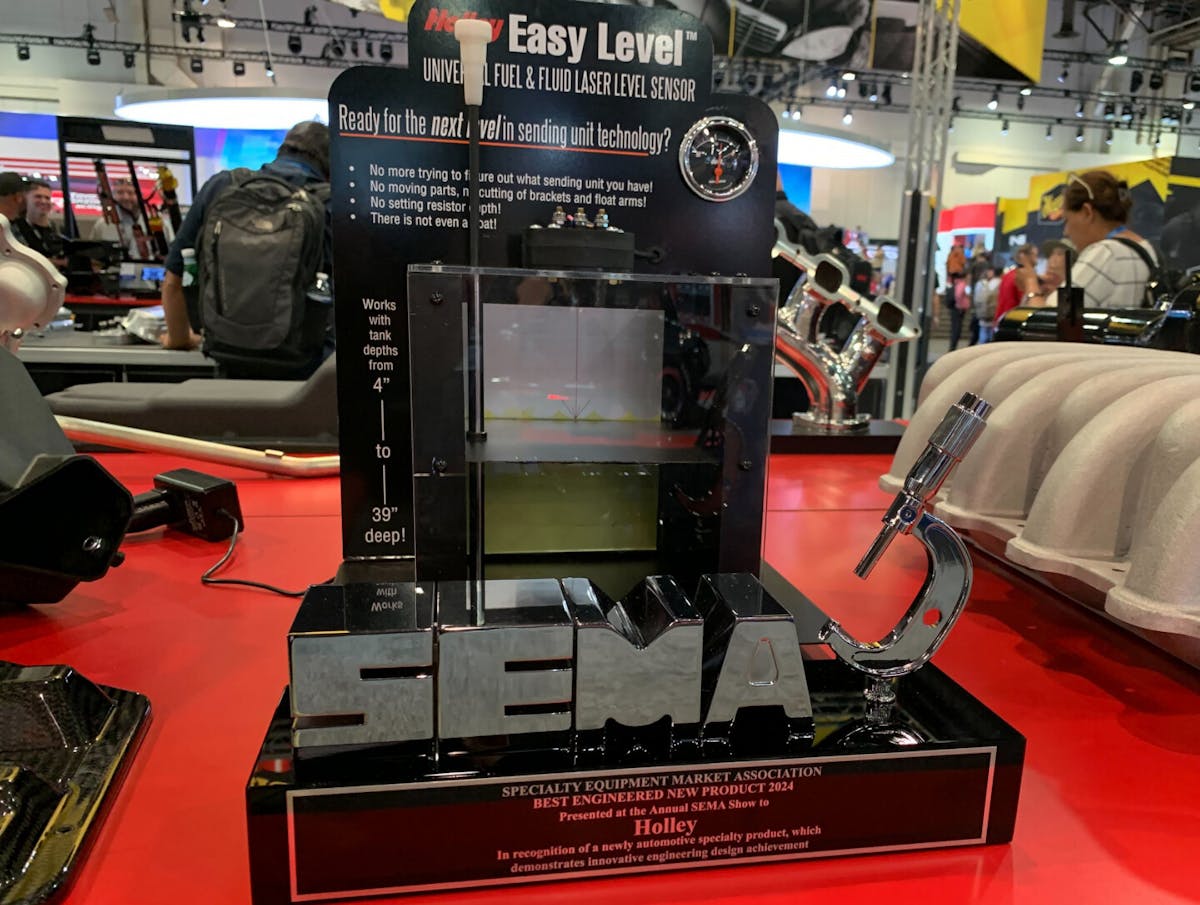 Holley Easy Level™
FUEL & FLUID LASER LEVEL SENSOR
Ready for the next level in sending unit technology?
• No more trying to figure out what sending unit you have!
• No moving parts, no cutting of brackets and float arms!
• No setting resistor depth!
• There is not even a float!
Works
with
tank
depths
from
4"
to
39"
deep!
with
Works
SEMA
SPECIALTY EQUIPMENT MARKET ASSOCIATION
BEST ENGINEERED NEW PRODUCT 2024
Presented at the Annual SEMA Show to
Holley
In recognition of a newly automotive specialty product, which
demonstrates innovative engineering design achievement